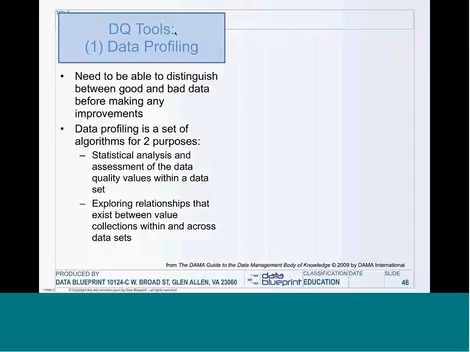 DQ Tools:
(1) Data Profiling
• Need to be able to distinguish
between good and bad data
before making any
improvements
• Data profiling is a set of
algorithms for 2 purposes:
– Statistical analysis and
assessment of the data
quality values within a data
set
– Exploring relationships that
exist between value
collections within and across
data sets
from The DAMA Guide to the Data Management Body of Knowledge © 2009 by DAMA International
PRODUCED BY
DATA BLUEPRINT 10124-C W. BROAD ST, GLEN ALLEN, VA 23060
data
blueprint
CLASSIFICATION DATE SLIDE
EDUCATION 46